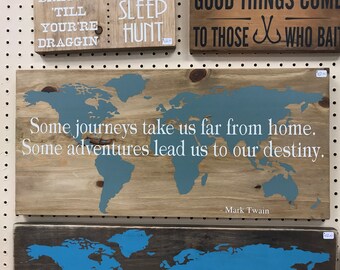 'TILL
YOU'RE
DRAGGIN'
SLEEP
HUNT
GOOD THINGS COME
TO THOSE WHO BAIT
Some journeys take us far from home.
Some adventures lead us to our destiny.
Mark Twain